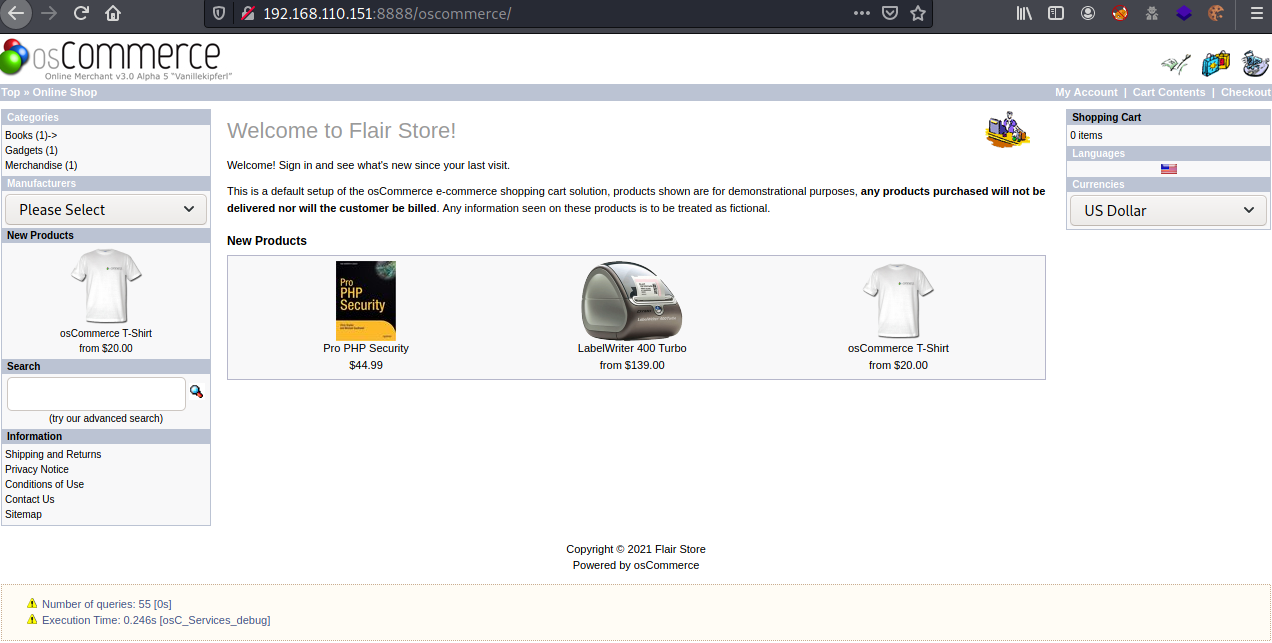 192.168.110.151:8888/oscommerce/
osCommerce
Online Merchant v3.0 Alpha 5 "Vanillekipferl"
Top » Online Shop
My Account | Cart Contents | Checkout
Categories
Books (1)->
Gadgets (1)
Merchandise (1)
Manufacturers
Please Select
New Products
osCommerce T-Shirt
from $20.00
Search
(try our advanced search)
Information
Shipping and Returns
Privacy Notice
Conditions of Use
Contact Us
Sitemap
Welcome to Flair Store!
Welcome! Sign in and see what's new since your last visit.
This is a default setup of the osCommerce e-commerce shopping cart solution, products shown are for demonstrational purposes, any products purchased will not be
delivered nor will the customer be billed. Any information seen on these products is to be treated as fictional.
New Products
Pro
PHP
Security
Pro PHP Security
$44.99
LabelWriter 400 Turbo
from $139.00
osCommerce T-Shirt
from $20.00
Shopping Cart
0 items
Languages
Currencies
US Dollar
Copyright © 2021 Flair Store
Powered by osCommerce
Number of queries: 55 [0s]
Execution Time: 0.246s [osC_Services_debug]